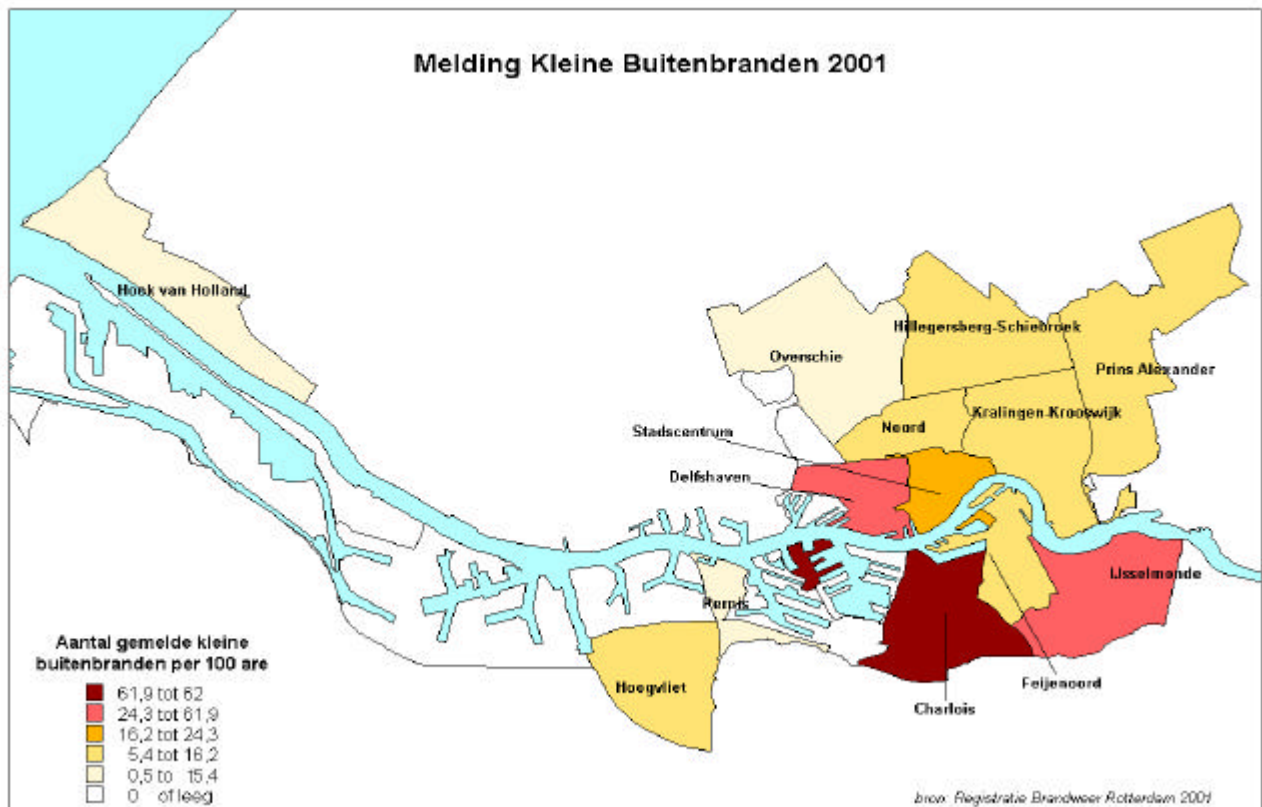 Melding Kleine Buitenbranden 2001
Hoek van Holland
Hillegersberg-Schiebroek
Overschie
Prins Alexander
Kralingen-Krooswijk
Noord
Stadscentrum
Delfshaven
IJsselmonde
Pernis
Hoogvliet
Feijenoord
Charlois
Aantal gemelde kleine
buitenbranden per 100 are
61,9 tot 62
24,3 tot 61,9
16,2 tot 24,3
5,4 tot 16,2
0,5 to 15,4
0 of leeg
bron: Registratie Brandweer Rotterdam 2001